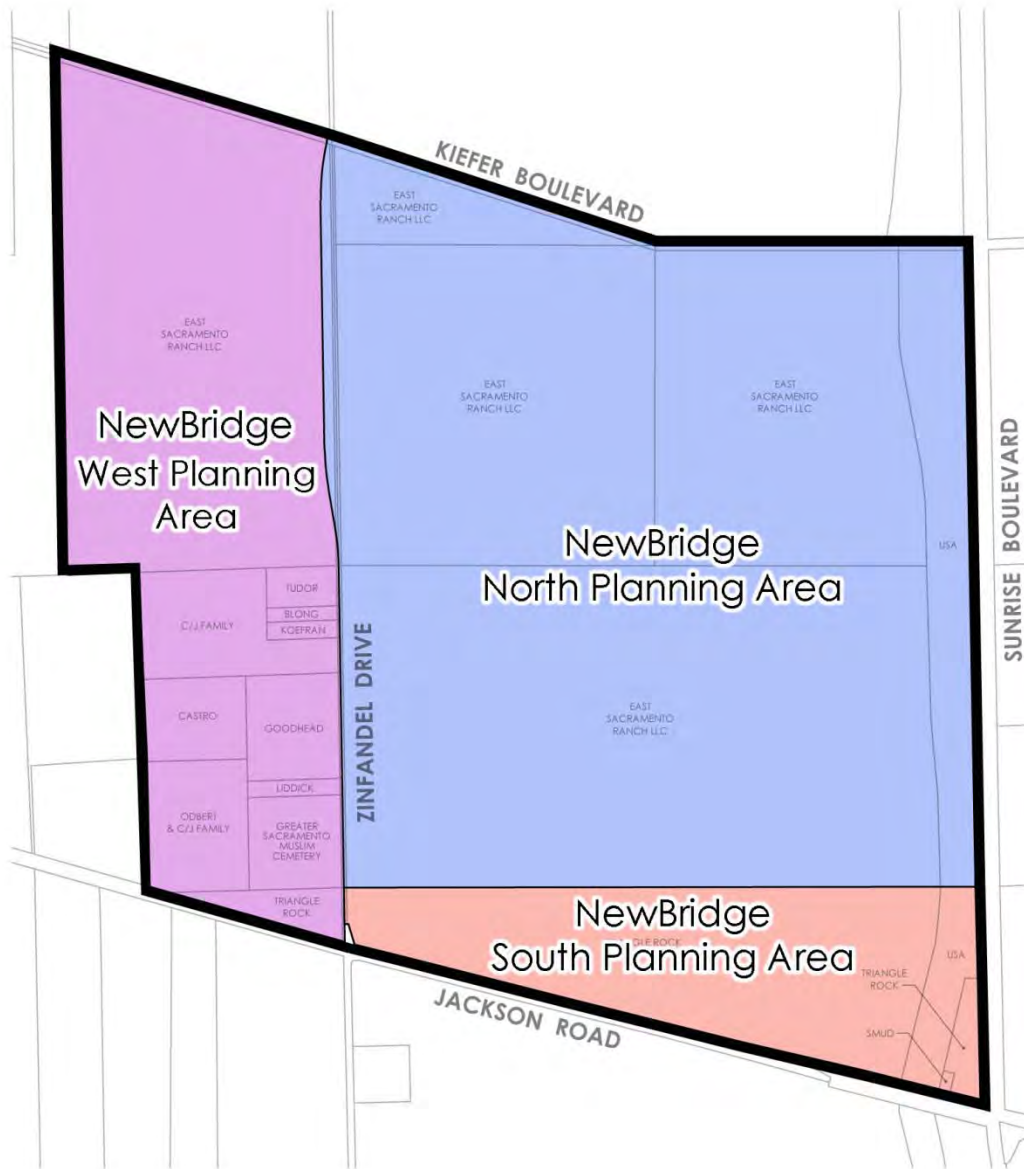 KIEFER BOULEVARD
EAST
SACRAMENTO
RANCH LLC
EAST
SACRAMENTO
RANCH LLC
EAST
SACRAMENTO
RANCH LLC
EAST
SACRAMENTO
RANCH LLC
NewBridge
West Planning
Area
SUNRISE BOULEVARD
NewBridge
North Planning Area
USA
TUDOR
BLONG
KOEFRAN
C/J FAMILY
ZINFANDEL DRIVE
CASTRO
GOODHEAD
EAST
SACRAMENTO
RANCH LLC
LIDDICK
ODBERT
& C/J FAMILY
GREATER
SACRAMENTO
MUSLIM
CEMETERY
TRIANGLE
ROCK
NewBridge
South Planning Area
ROCK
USA
TRIANGLE
ROCK
SMUD
JACKSON ROAD